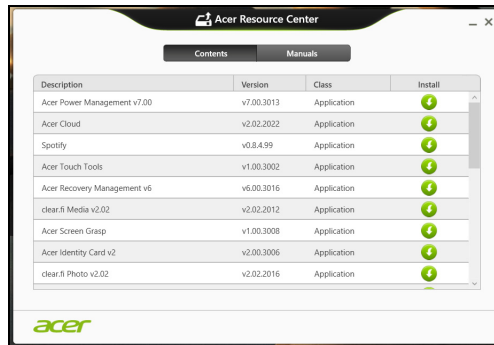 Acer Resource Center
Contents Manuals
Description Version Class Install
Acer Power Management v7.00 v7.00.3013 Application
Acer Cloud v2.02.2022 Application
Spotify v0.8.4.99 Application
Acer Touch Tools v1.00.3002 Application
Acer Recovery Management v6 v6.00.3016 Application
clear.fi Media v2.02 v2.02.2012 Application
Acer Screen Grasp v1.00.3008 Application
Acer Identity Card v2 v2.00.3006 Application
clear.fi Photo v2.02 v2.02.2016 Application
acer